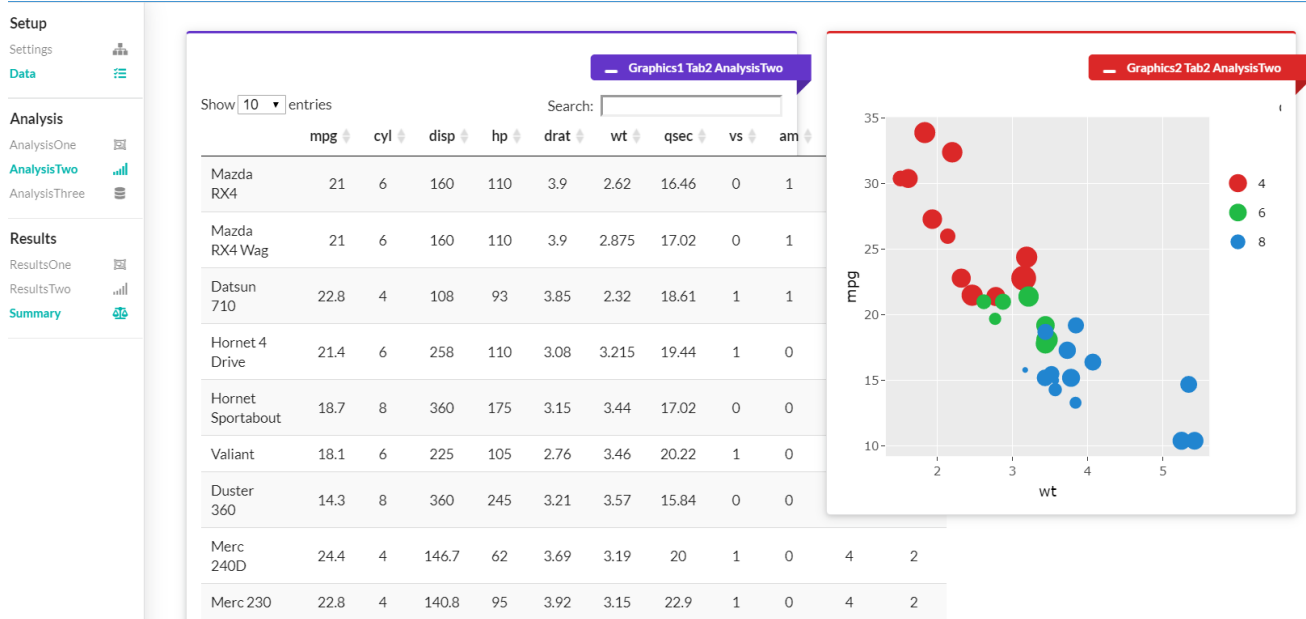 Setup
Settings
Data
Analysis
AnalysisOne
AnalysisTwo
AnalysisThree
Results
ResultsOne
ResultsTwo
Summary
Graphics1 Tab2 AnalysisTwo
Show 10 entries
Search:
mpg cyl disp hp drat wt qsec vs am
Mazda
RX4 21 6 160 110 3.9 2.62 16.46 0 1
Mazda
RX4 Wag 21 6 160 110 3.9 2.875 17.02 0 1
Datsun
710 22.8 4 108 93 3.85 2.32 18.61 1 1
Hornet 4
Drive 21.4 6 258 110 3.08 3.215 19.44 1 0
Hornet
Sportabout 18.7 8 360 175 3.15 3.44 17.02 0 0
Valiant 18.1 6 225 105 2.76 3.46 20.22 1 0
Duster
360 14.3 8 360 245 3.21 3.57 15.84 0 0
Merc
240D 24.4 4 146.7 62 3.69 3.19 20 1 0 4 2
Merc 230 22.8 4 140.8 95 3.92 3.15 22.9 1 0 4 2
Graphics2 Tab2 AnalysisTwo
35
30
25
20
15
10
mpg
2 3 4 5
wt
4
6
8